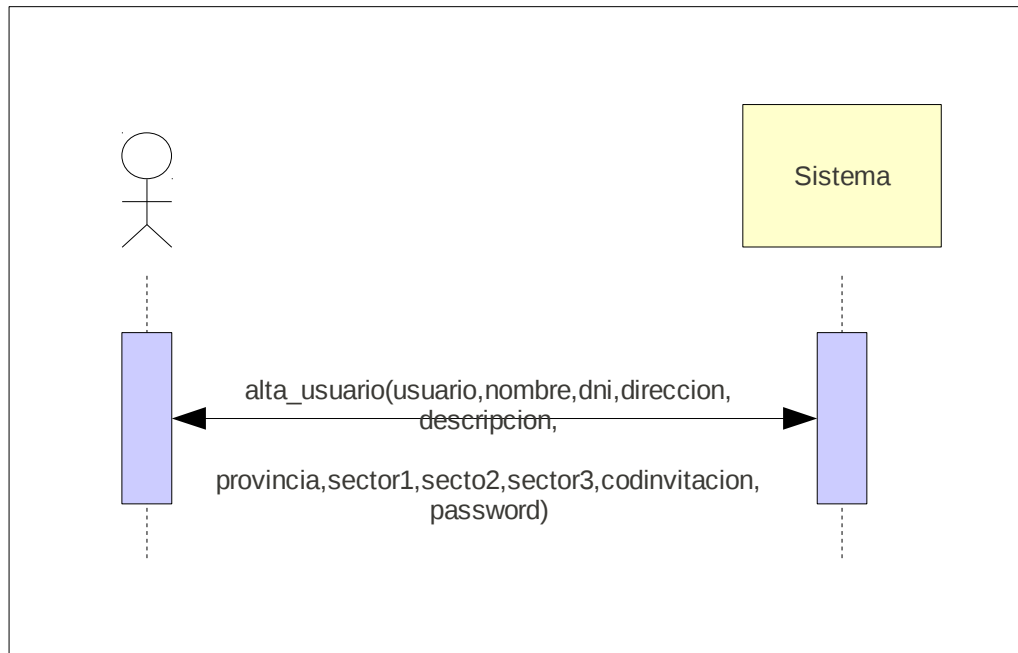 Sistema
alta_usuario(usuario,nombre,dni,direccion,
descripcion,
provincia,sector1,secto2,sector3,codinvitacion,
password)